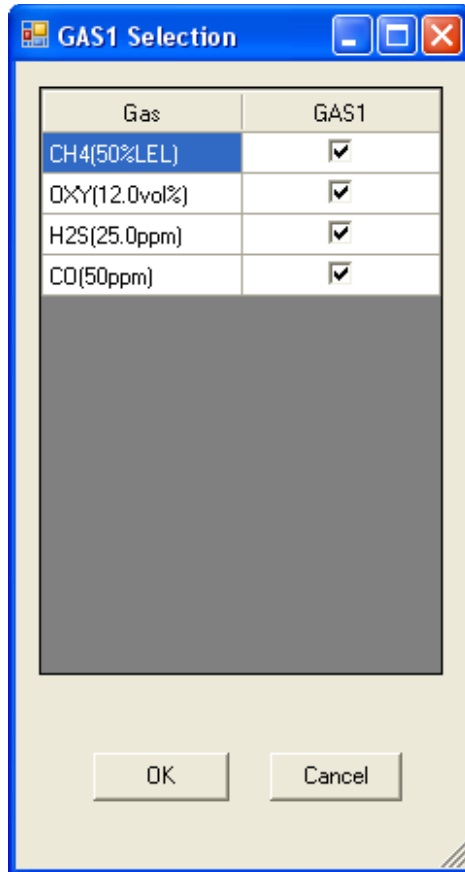 GAS1 Selection
Gas GAS1
CH4(50%LEL)
OXY(12.0vol%)
H2S(25.0ppm)
CO(50ppm)
OK Cancel